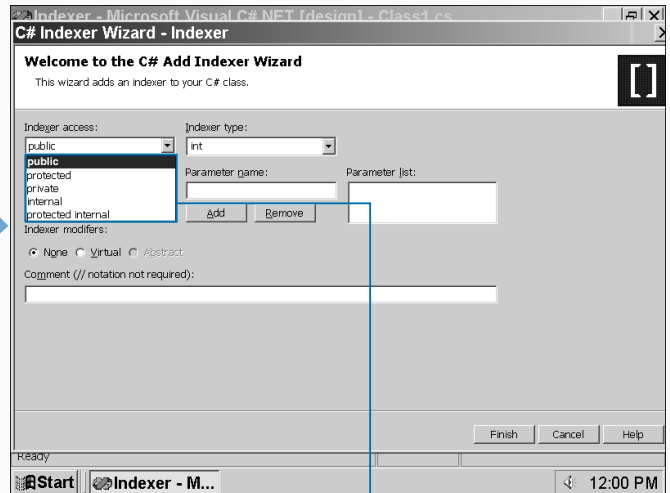 Indexer - Microsoft Visual C# .NET [design] - Class1.cs
C# Indexer Wizard - Indexer
Welcome to the C# Add Indexer Wizard
This wizard adds an indexer to your C# class.
[]
Indexer access:
Indexer type:
public
int
public
protected
private
internal
protected internal
Parameter name:
Parameter list:
Add
Remove
Indexer modifers:
None
Virtual
Abstract
Comment (// notation not required):
Finish
Cancel
Help
Ready
Start
Indexer - M...
12:00 PM